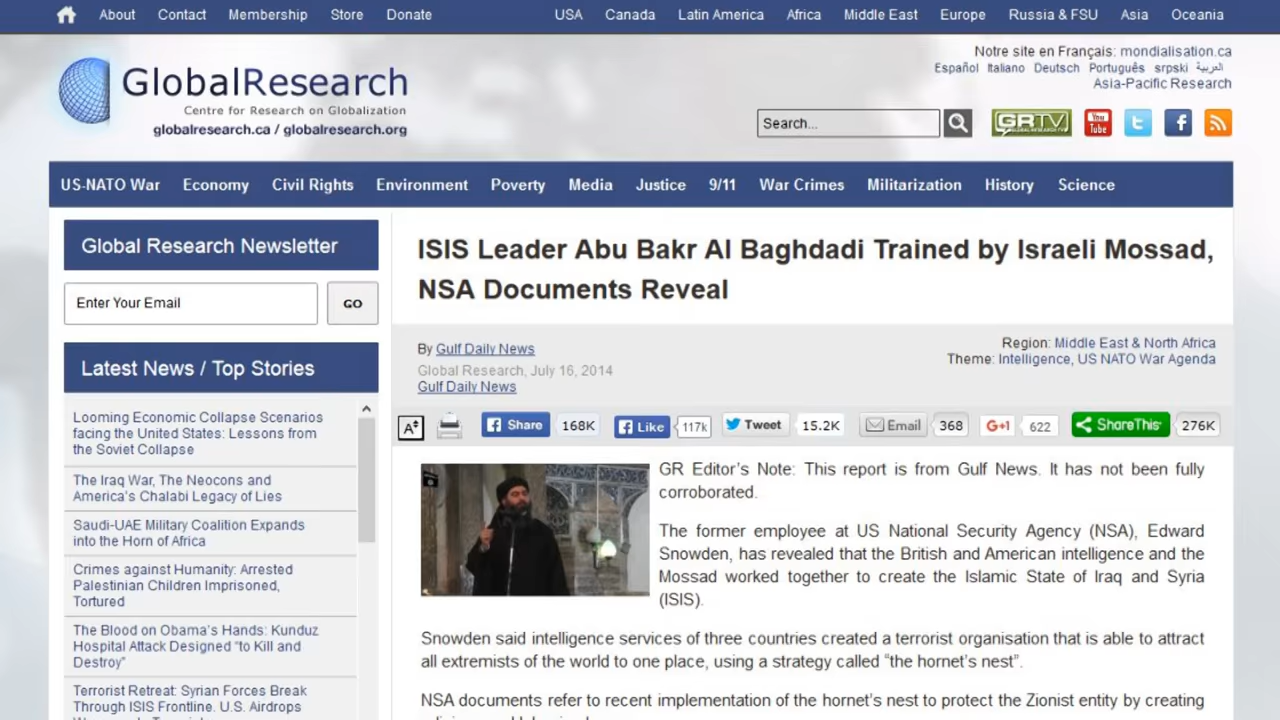 About Contact Membership Store Donate USA Canada Latin America Africa Middle East Europe Russia & FSU Asia Oceania
Notre site en Français: mondialisation.ca
Español Italiano Deutsch Português srpski العربية
Asia-Pacific Research
GlobalResearch
Centre for Research on Globalization
globalresearch.ca / globalresearch.org
Search...
GRTV
You Tube
US-NATO War Economy Civil Rights Environment Poverty Media Justice 9/11 War Crimes Militarization History Science
Global Research Newsletter
Enter Your Email GO
Latest News / Top Stories
Looming Economic Collapse Scenarios
facing the United States: Lessons from
the Soviet Collapse
The Iraq War, The Neocons and
America's Chalabi Legacy of Lies
Saudi-UAE Military Coalition Expands
into the Horn of Africa
Crimes against Humanity: Arrested
Palestinian Children Imprisoned,
Tortured
The Blood on Obama's Hands: Kunduz
Hospital Attack Designed "to Kill and
Destroy"
Terrorist Retreat: Syrian Forces Break
Through ISIS Frontline. U.S. Airdrops
ISIS Leader Abu Bakr Al Baghdadi Trained by Israeli Mossad,
NSA Documents Reveal
By Gulf Daily News
Global Research, July 16, 2014
Gulf Daily News
Region: Middle East & North Africa
Theme: Intelligence, US NATO War Agenda
A Share 168K Like 117k Tweet 15.2K Email 368 G+1 622 ShareThis 276K
GR Editor's Note: This report is from Gulf News. It has not been fully
corroborated.
The former employee at US National Security Agency (NSA), Edward
Snowden, has revealed that the British and American intelligence and the
Mossad worked together to create the Islamic State of Iraq and Syria
(ISIS).
Snowden said intelligence services of three countries created a terrorist organisation that is able to attract
all extremists of the world to one place, using a strategy called "the hornet's nest".
NSA documents refer to recent implementation of the hornet's nest to protect the Zionist entity by creating